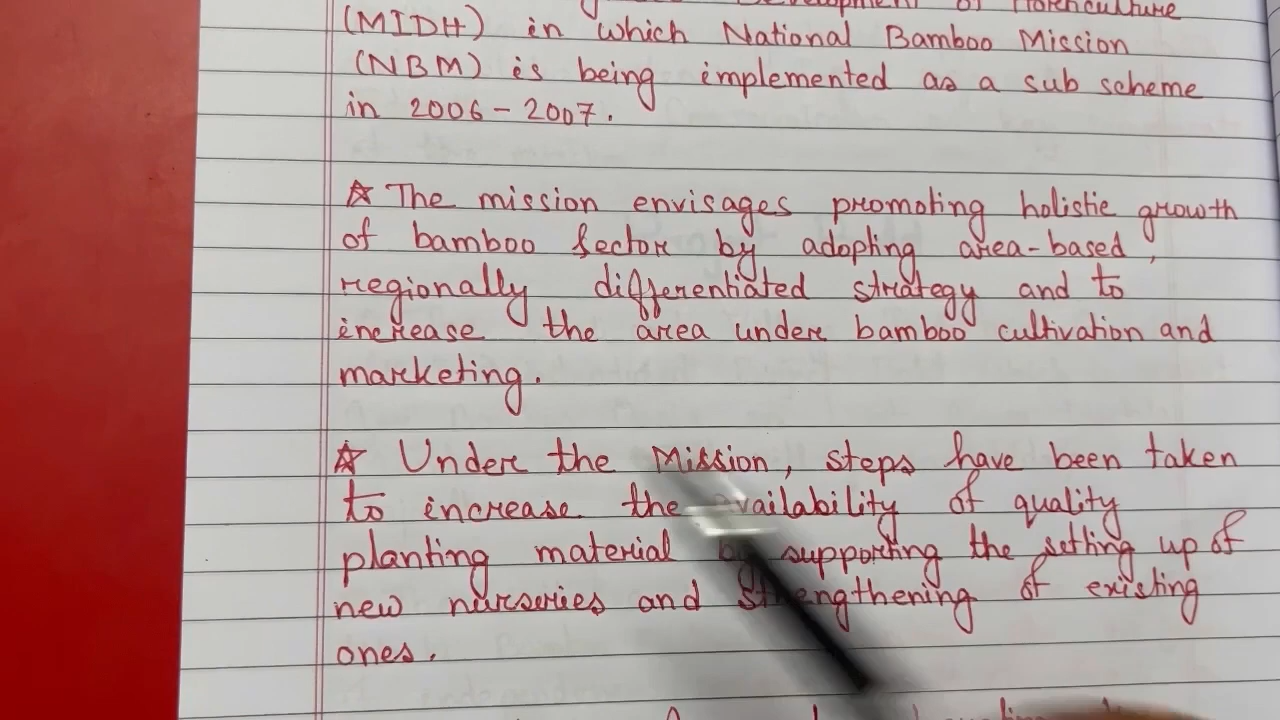 Development of Horticulture
(MIDH) in which National Bamboo Mission
(NBM) is being implemented as a sub scheme
in 2006-2007.
☆ The mission envisages promoting holistic growth
of bamboo sector by adopting area-based,
regionally differentiated strategy and to
increase the area under bamboo cultivation and
marketing.
☆ Under the Mission, steps have been taken
to increase the availability of quality
planting material by supporting the setting up of
new nurseries and strengthening of existing
ones.